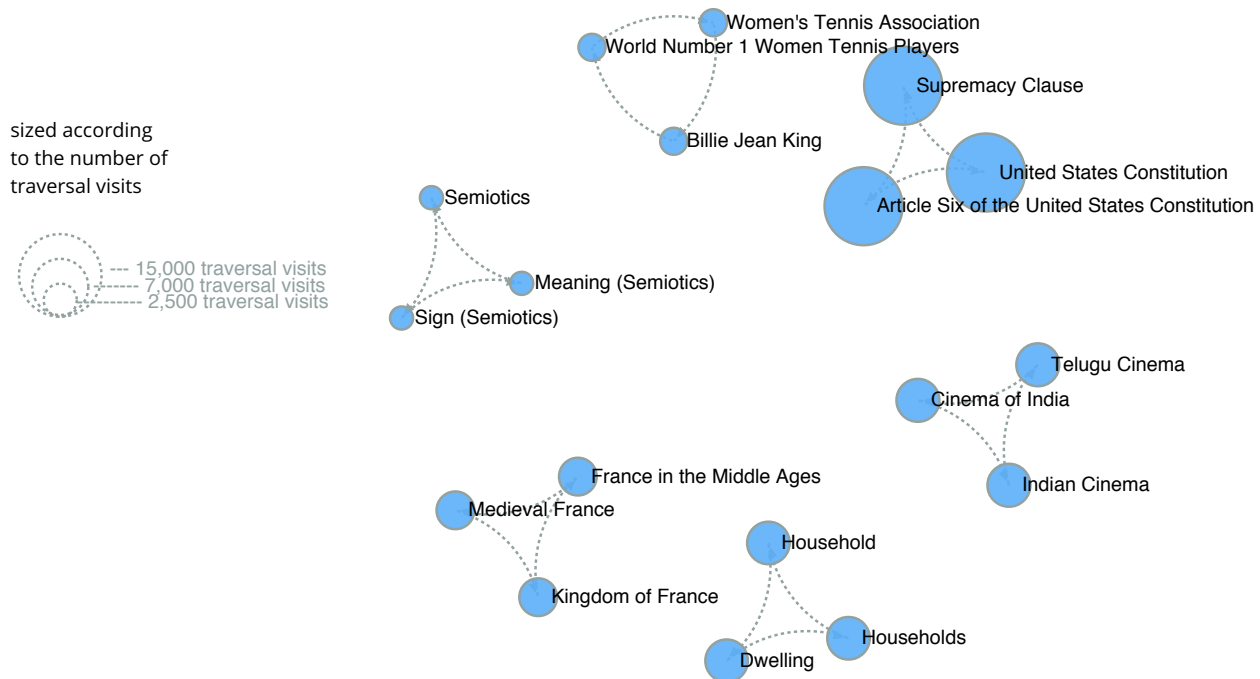 Women's Tennis Association
World Number 1 Women Tennis Players
Supremacy Clause
sized according
to the number of
traversal visits
Billie Jean King
United States Constitution
Semiotics
Article Six of the United States Constitution
15,000 traversal visits
7,000 traversal visits
2,500 traversal visits
Meaning (Semiotics)
Sign (Semiotics)
Telugu Cinema
Cinema of India
France in the Middle Ages
Indian Cinema
Medieval France
Household
Kingdom of France
Households
Dwelling